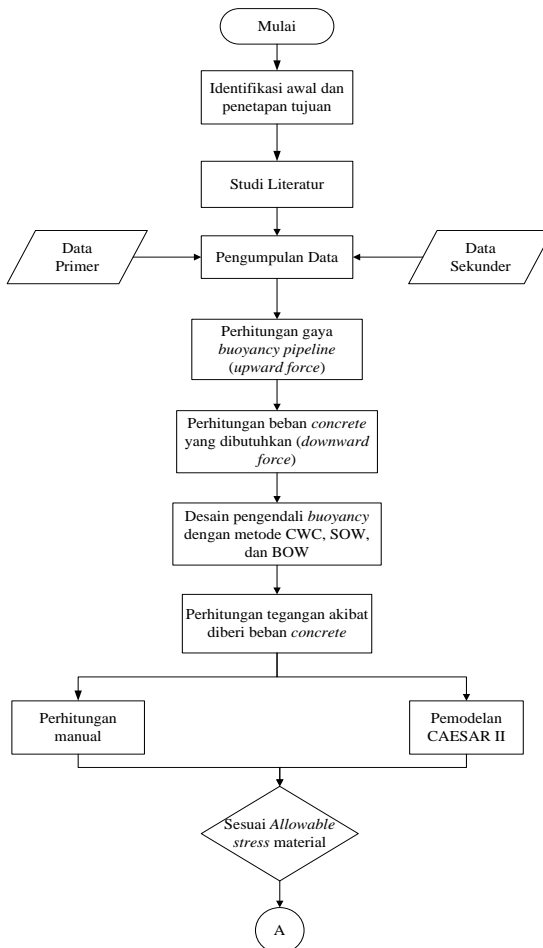 Mulai
Identifikasi awal dan
penetapan tujuan
Studi Literatur
Data
Primer
Pengumpulan Data
Data
Sekunder
Perhitungan gaya
buoyancy pipeline
(upward force)
Perhitungan beban concrete
yang dibutuhkan (downward
force)
Desain pengendali buoyancy
dengan metode CWC, SOW,
dan BOW
Perhitungan tegangan akibat
diberi beban concrete
Perhitungan
manual
Pemodelan
CAESAR II
Sesuai Allowable
stress material
A